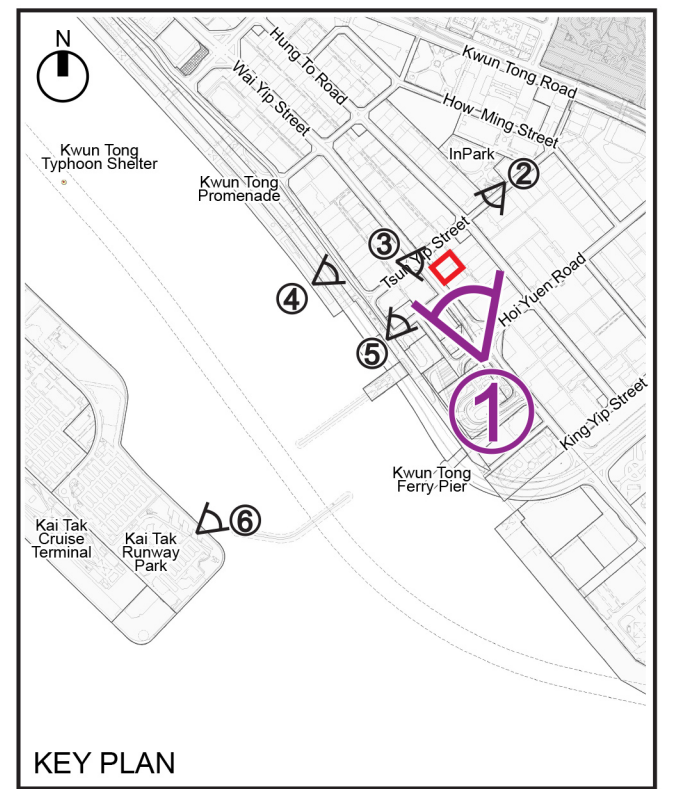 N
Hung To Road
Kwun Tong Road
Wai Yip Street
How Ming Street
Kwun Tong
Typhoon Shelter
InPark
Kwun Tong
Promenade
②
Tsun Yip Street
③
④
Hoi Yuen Road
⑤
①
King Yip Street
Kwun Tong
Ferry Pier
⑥
Kai Tak
Cruise
Terminal
Kai Tak
Runway
Park
KEY PLAN